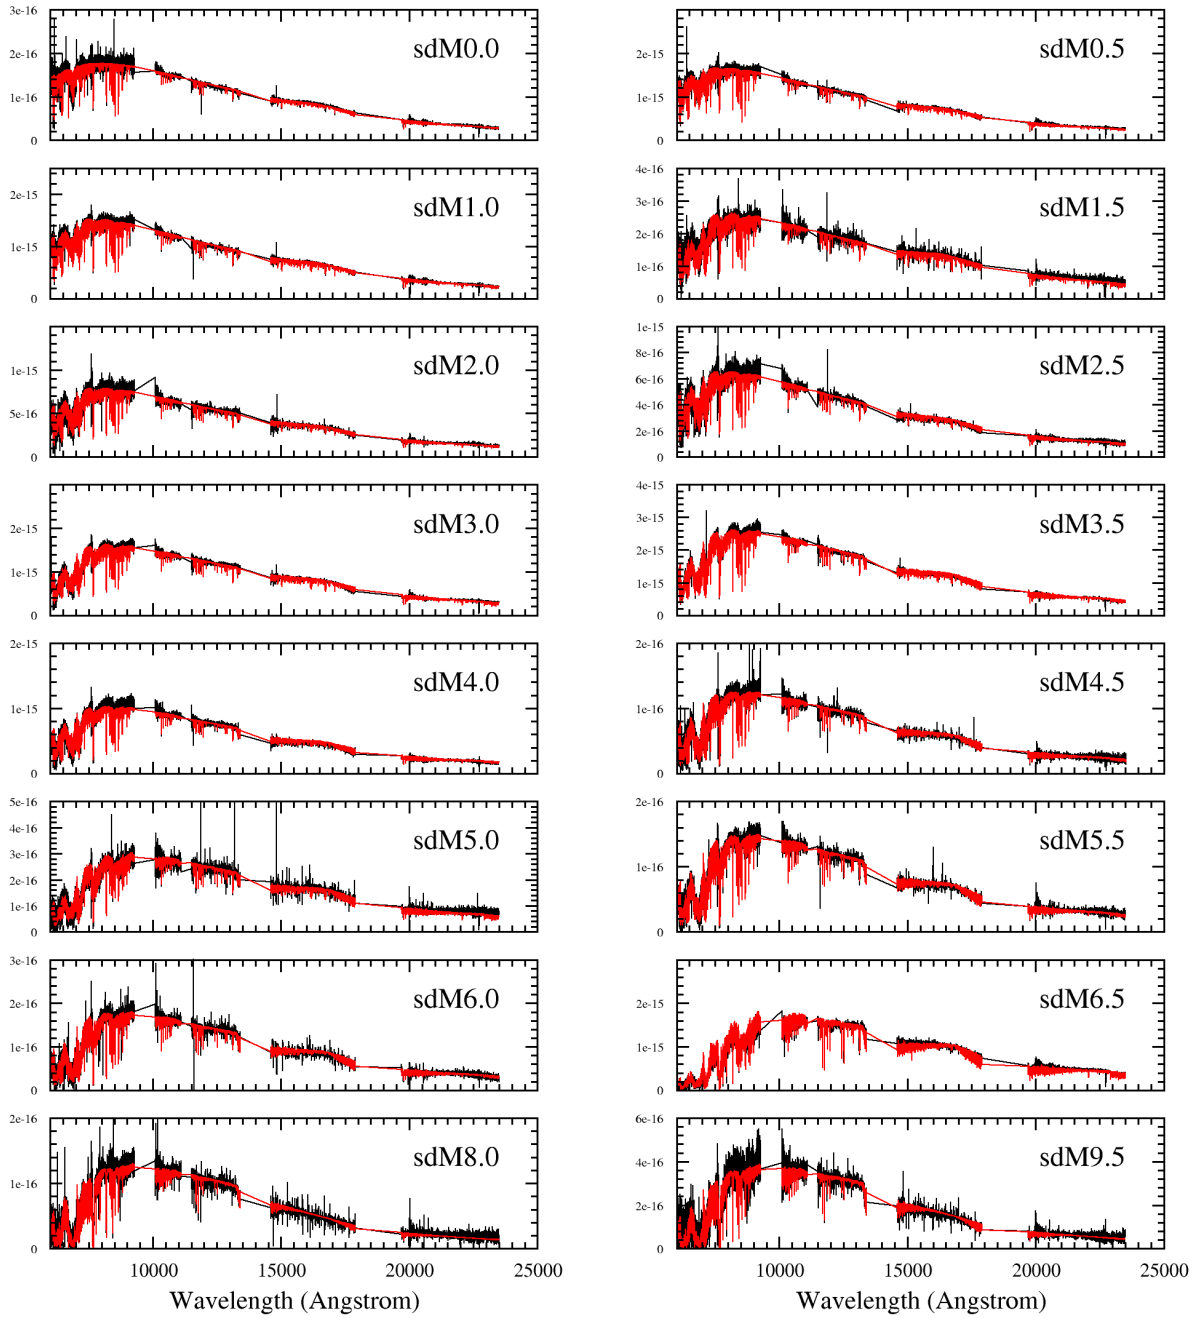 3e-16
2e-16
1e-16
0
sdM0.0
2e-15
1e-15
0
sdM0.5
2e-15
1e-15
0
sdM1.0
4e-16
3e-16
2e-16
1e-16
0
sdM1.5
1e-15
5e-16
0
sdM2.0
1e-15
8e-16
6e-16
4e-16
2e-16
0
sdM2.5
2e-15
1e-15
0
sdM3.0
4e-15
3e-15
2e-15
1e-15
0
sdM3.5
2e-15
1e-15
0
sdM4.0
2e-16
1e-16
0
sdM4.5
5e-16
4e-16
3e-16
2e-16
1e-16
0
sdM5.0
2e-16
1e-16
0
sdM5.5
3e-16
2e-16
1e-16
0
sdM6.0
2e-15
1e-15
0
sdM6.5
2e-16
1e-16
0
sdM8.0
6e-16
4e-16
2e-16
0
sdM9.5
10000 15000 20000 25000
Wavelength (Angstrom)
10000 15000 20000 25000
Wavelength (Angstrom)